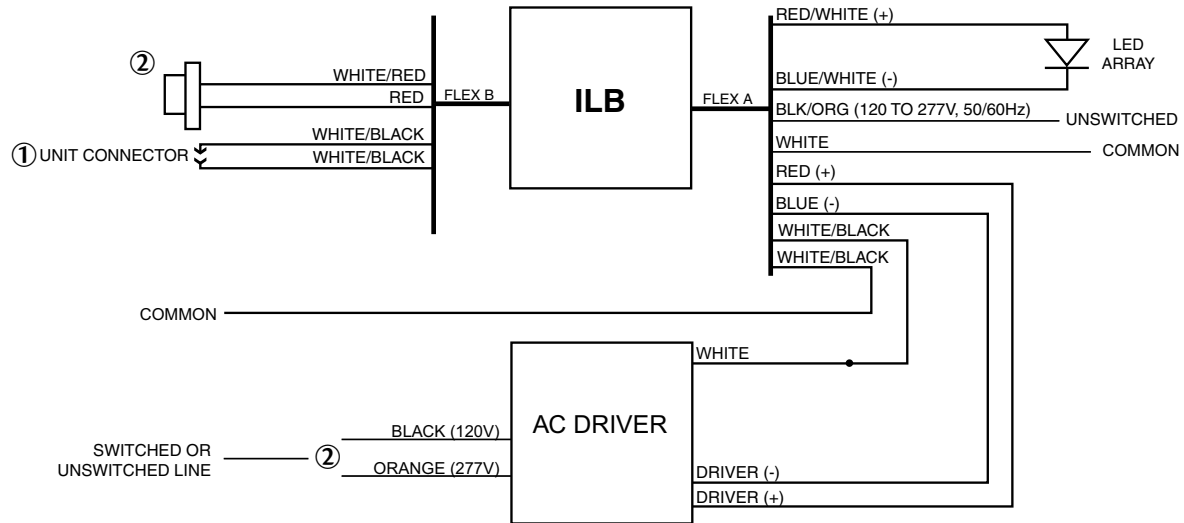 ②
WHITE/RED
RED
FLEX B
WHITE/BLACK
① UNIT CONNECTOR
WHITE/BLACK
ILB
FLEX A
RED/WHITE (+)
LED
ARRAY
BLUE/WHITE (-)
BLK/ORG (120 TO 277V, 50/60Hz)
UNSWITCHED
WHITE
COMMON
RED (+)
BLUE (-)
WHITE/BLACK
WHITE/BLACK
COMMON
AC DRIVER
WHITE
BLACK (120V)
SWITCHED OR
UNSWITCHED LINE
②
ORANGE (277V)
DRIVER (-)
DRIVER (+)